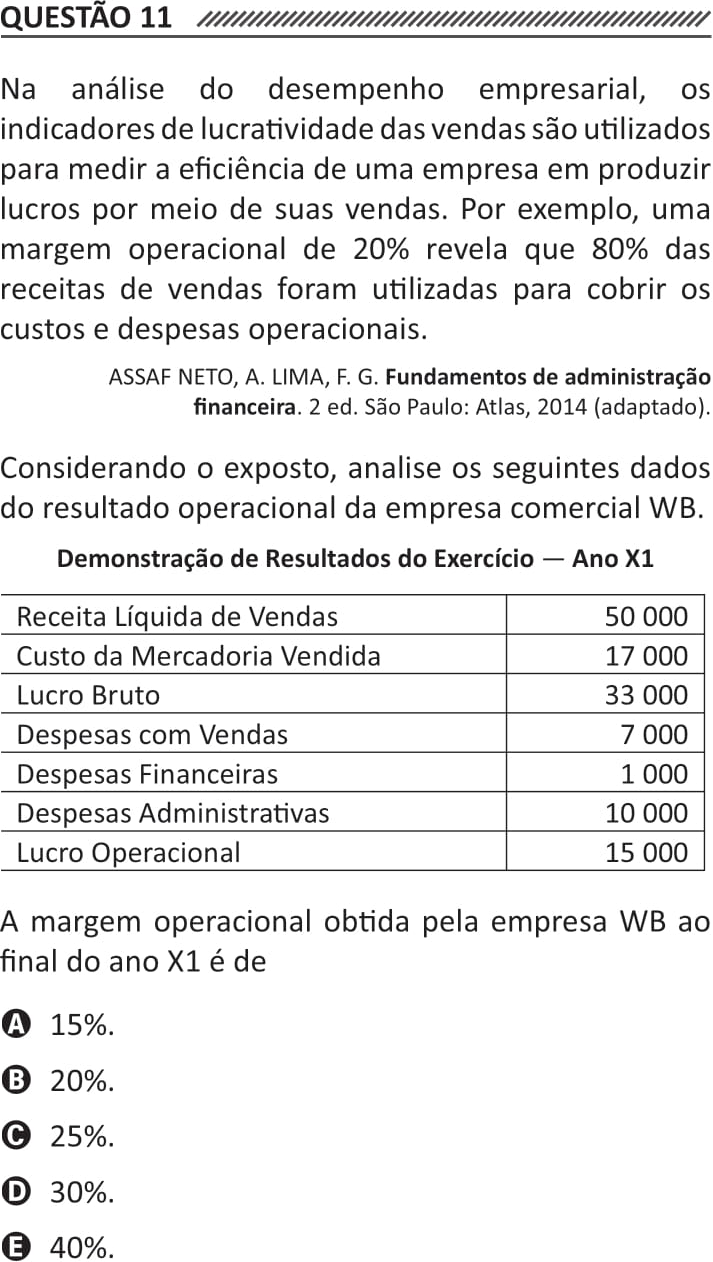 QUESTÃO 11
Na análise do desempenho empresarial, os
indicadores de lucratividade das vendas são utilizados
para medir a eficiência de uma empresa em produzir
lucros por meio de suas vendas. Por exemplo, uma
margem operacional de 20% revela que 80% das
receitas de vendas foram utilizadas para cobrir os
custos e despesas operacionais.
ASSAF NETO, A. LIMA, F. G. Fundamentos de administração
financeira. 2 ed. São Paulo: Atlas, 2014 (adaptado).
Considerando o exposto, analise os seguintes dados
do resultado operacional da empresa comercial WB.
Demonstração de Resultados do Exercício — Ano X1
Receita Líquida de Vendas 50 000
Custo da Mercadoria Vendida 17 000
Lucro Bruto 33 000
Despesas com Vendas 7 000
Despesas Financeiras 1 000
Despesas Administrativas 10 000
Lucro Operacional 15 000
A margem operacional obtida pela empresa WB ao
final do ano X1 é de
A 15%.
B 20%.
C 25%.
D 30%.
E 40%.